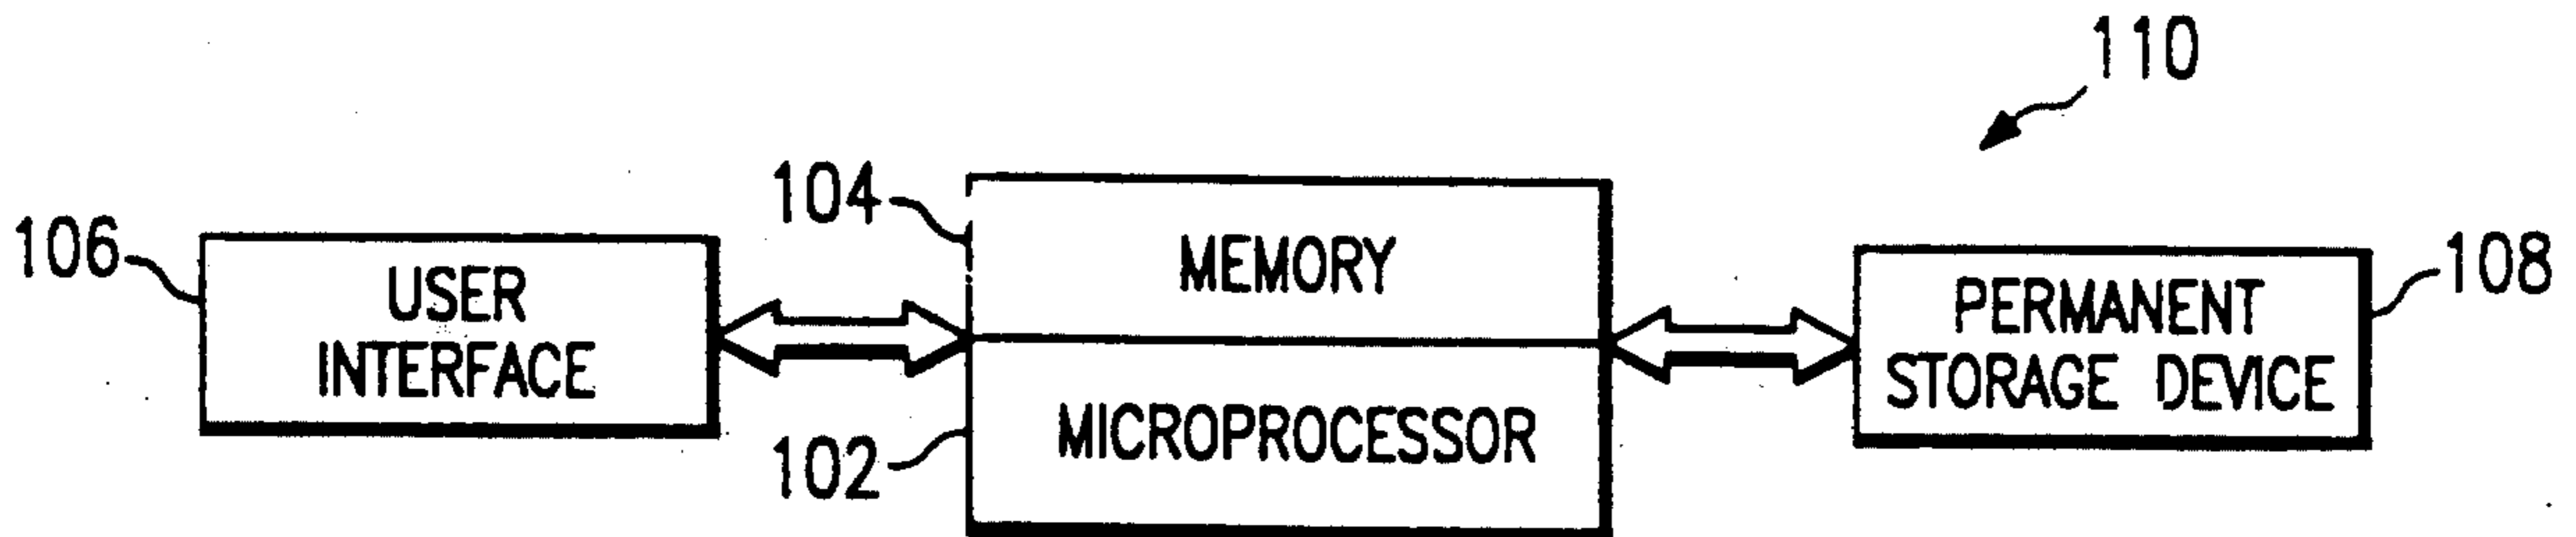 110
104
106
USER
INTERFACE
MEMORY
PERMANENT
STORAGE DEVICE
108
102
MICROPROCESSOR